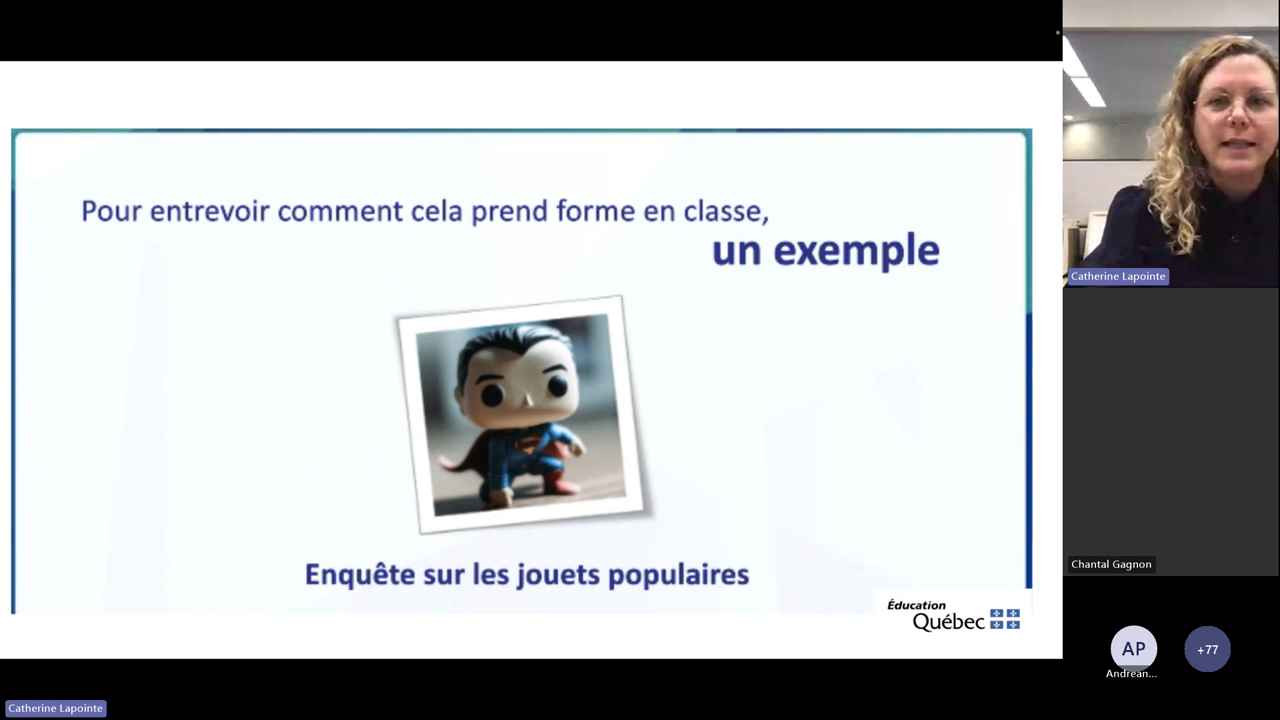 Pour entrevoir comment cela prend forme en classe,
un exemple
Enquête sur les jouets populaires
Éducation
Québec
Catherine Lapointe
Chantal Gagnon
AP
Andréan...
+77
Catherine Lapointe